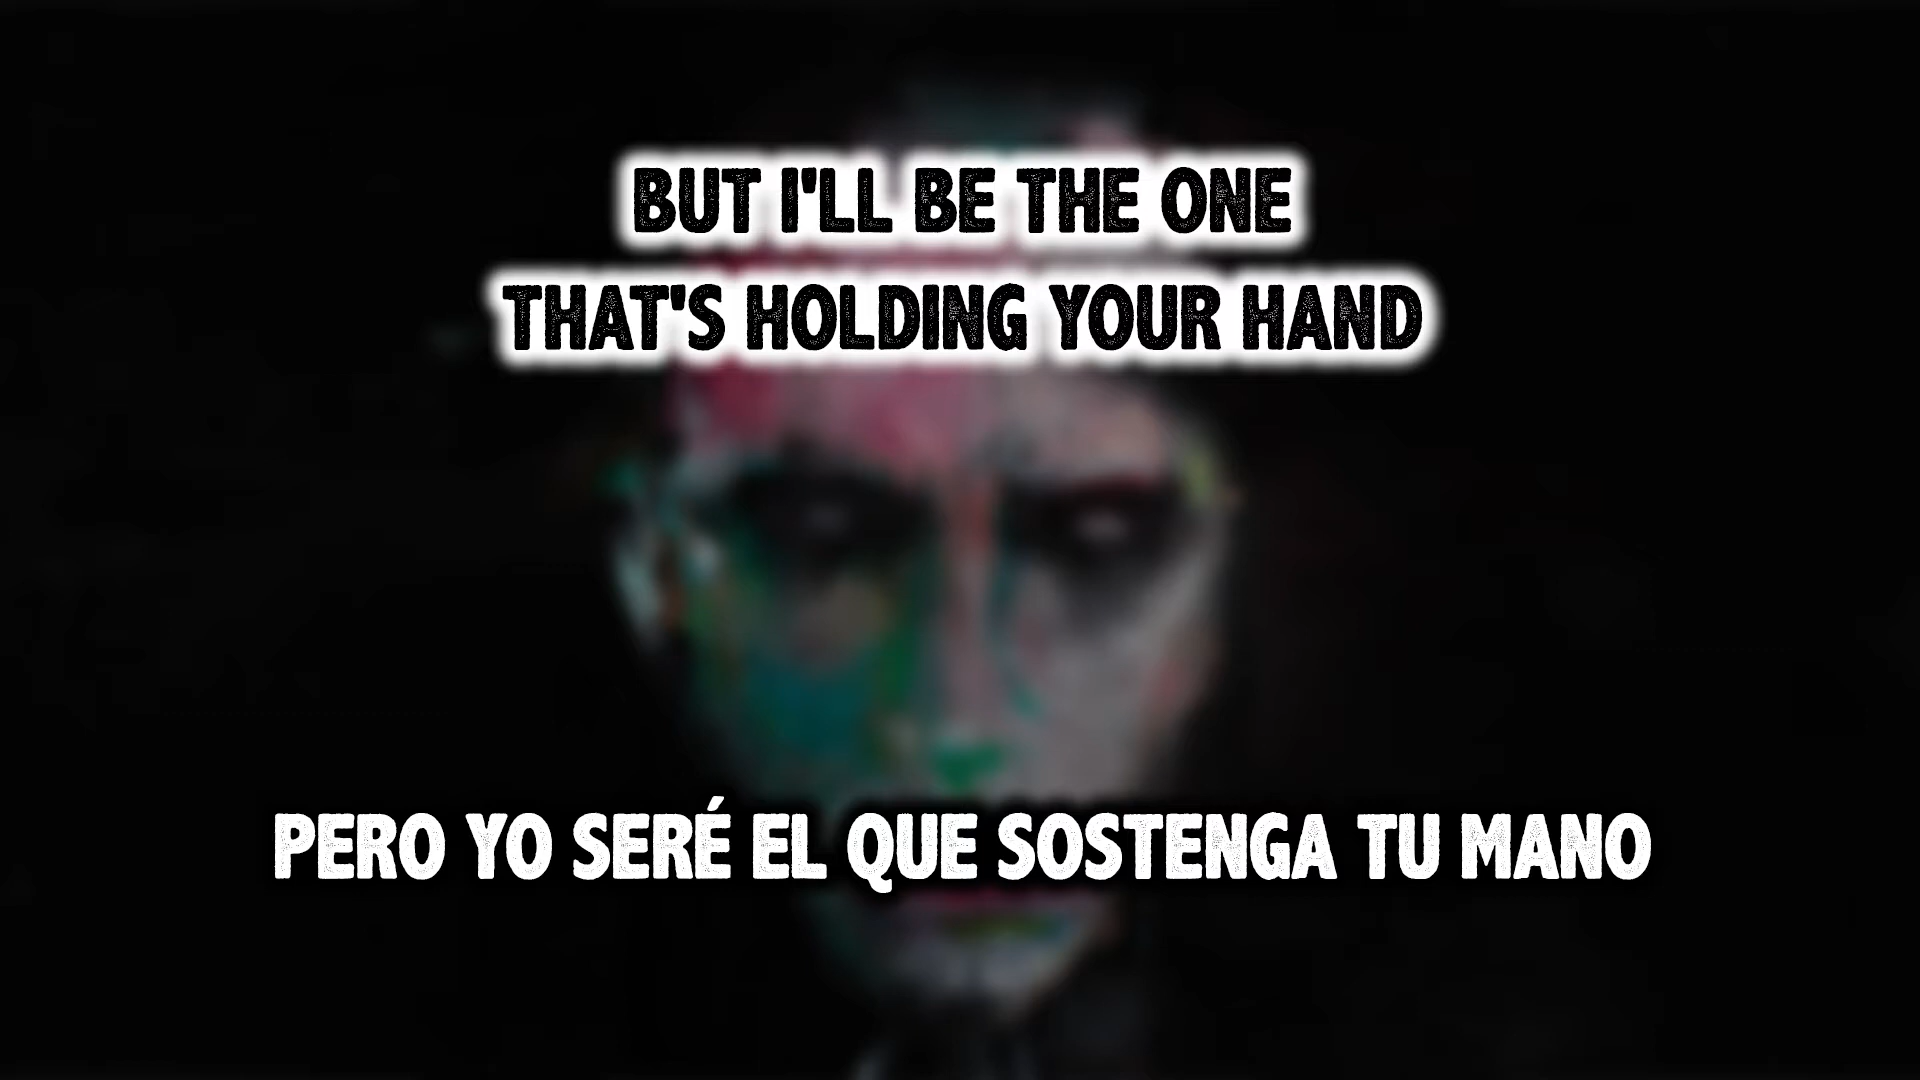 BUT I'LL BE THE ONE
THAT'S HOLDING YOUR HAND
PERO YO SERÉ EL QUE SOSTENGA TU MANO